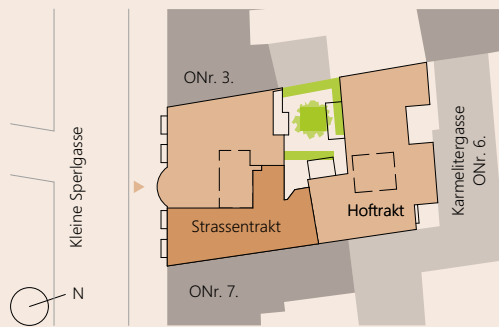 ONr. 3.
Kleine Sperlgasse
Strassentrakt
Hoftrakt
Karmelitergasse
ONr. 6.
ONr. 7.
N